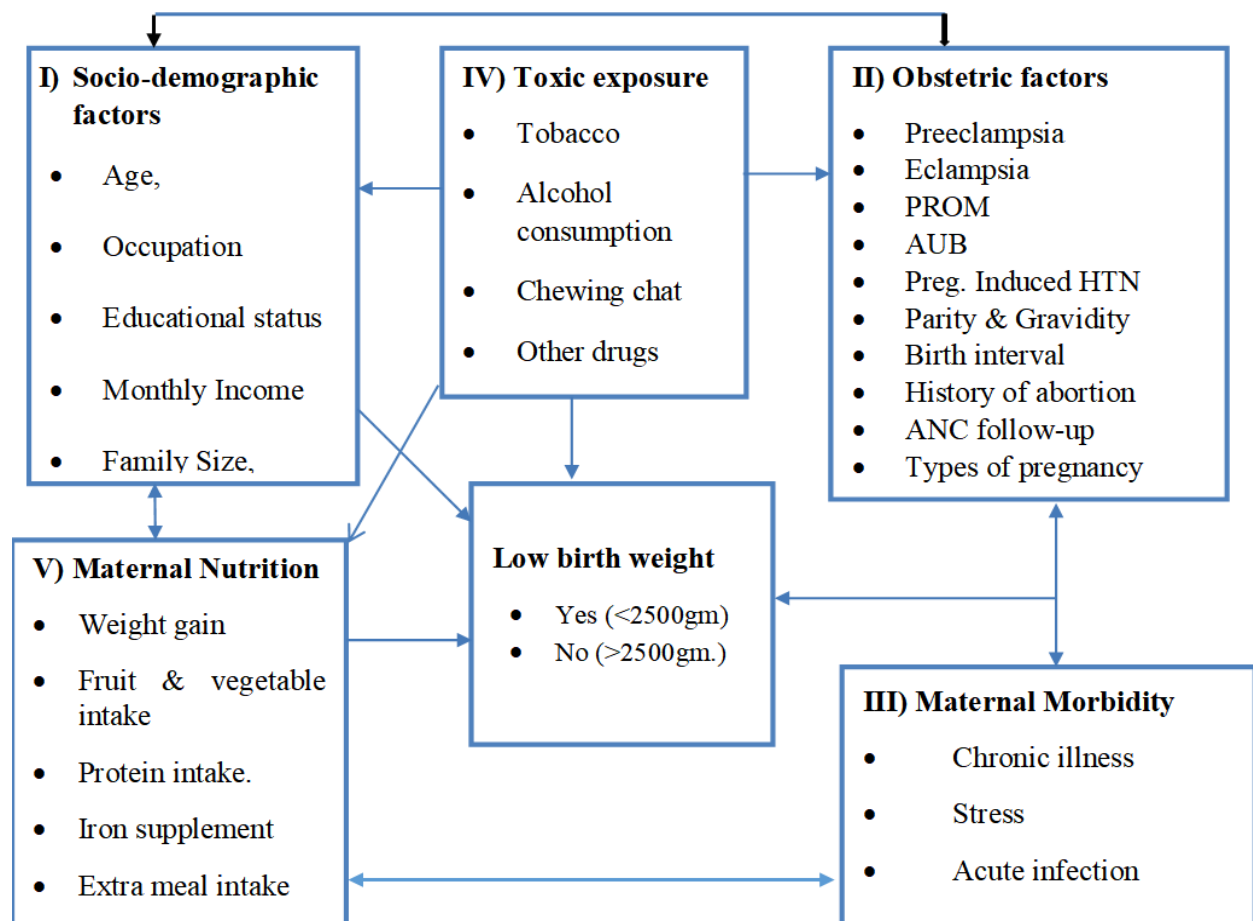 I) Socio-demographic
factors
• Age,
• Occupation
• Educational status
• Monthly Income
• Family Size,
IV) Toxic exposure
• Tobacco
• Alcohol
consumption
• Chewing chat
• Other drugs
II) Obstetric factors
• Preeclampsia
• Eclampsia
• PROM
• AUB
• Preg. Induced HTN
• Parity & Gravidity
• Birth interval
• History of abortion
• ANC follow-up
• Types of pregnancy
V) Maternal Nutrition
• Weight gain
• Fruit & vegetable
intake
• Protein intake.
• Iron supplement
• Extra meal intake
Low birth weight
• Yes (<2500gm)
• No (>2500gm.)
III) Maternal Morbidity
• Chronic illness
• Stress
• Acute infection